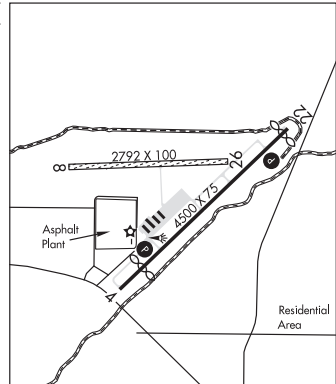 22
2792 X 100
8
26
P
4500 X 75
Asphalt
Plant
P
4
Residential
Area